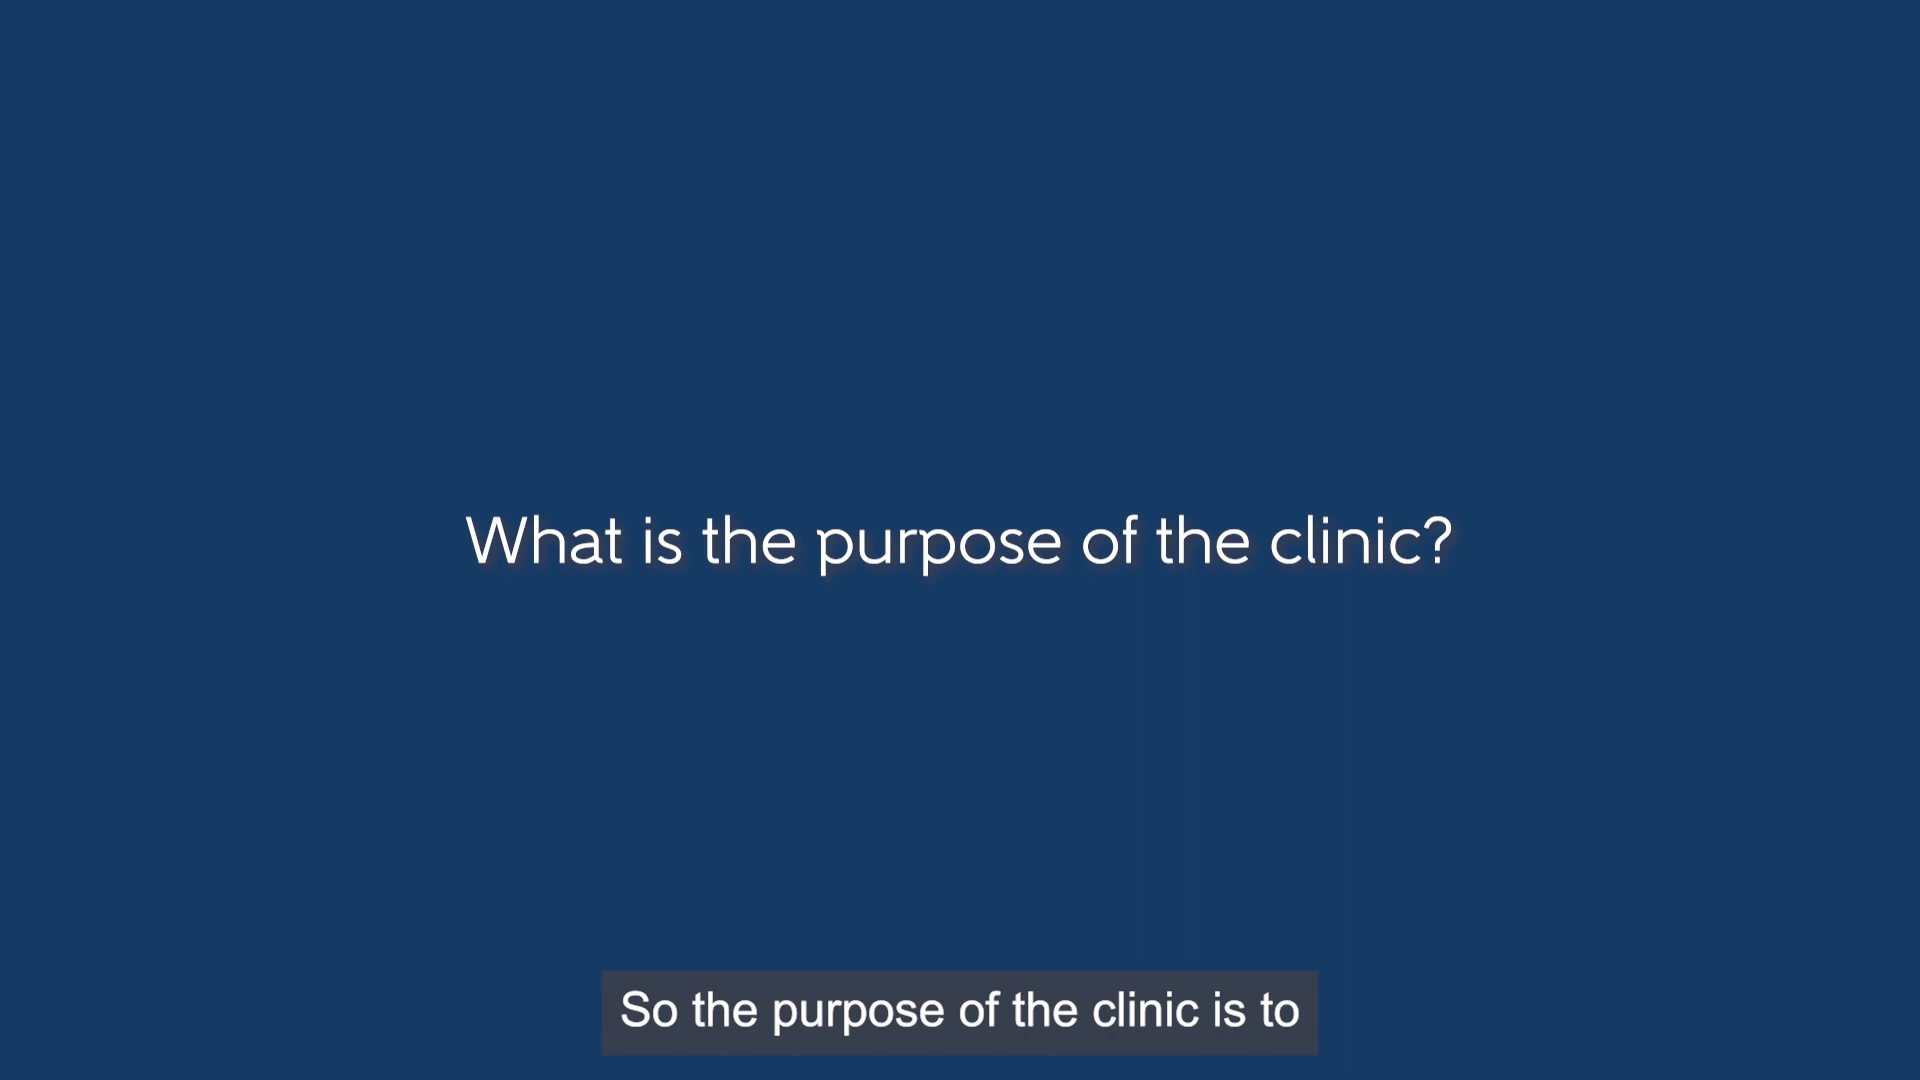 What is the purpose of the clinic?
So the purpose of the clinic is to